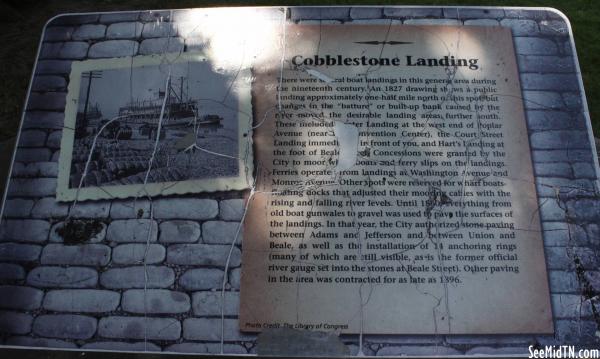 Cobblestone Landing
There were several boat landings in this general area during
the nineteenth century. An 1827 drawing shows a public
landing approximately one-half mile north of this spot but
changes in the "batture" or built-up bank caused by the
river moved the desirable landing areas further south.
These included Landing at the west end of Poplar
Avenue (near Convention Center), the Court Street
Landing immediately in front of you, and Hart's Landing at
the foot of Beale Concessions were granted by the
City to moor boats and ferry slips on the landings.
Ferries operated from landings at Washington Avenue and
Monroe Avenue. Other spots were reserved for wharf boats-
floating docks that adjusted their mooring cables with the
rising and falling river levels. Until everything from
old boat gunwales to gravel was used to pave the surfaces of
the landings. In that year, the City authorized stone paving
between Adams and Jefferson and between Union and
Beale, as well as the installation of 14 anchoring rings
(many of which are still visible, as is the former official
river gauge set into the stones at Beale Street). Other paving
in the area was contracted for as late as 1896.
Photo Credit: The Library of Congress
SeeMidTN.com